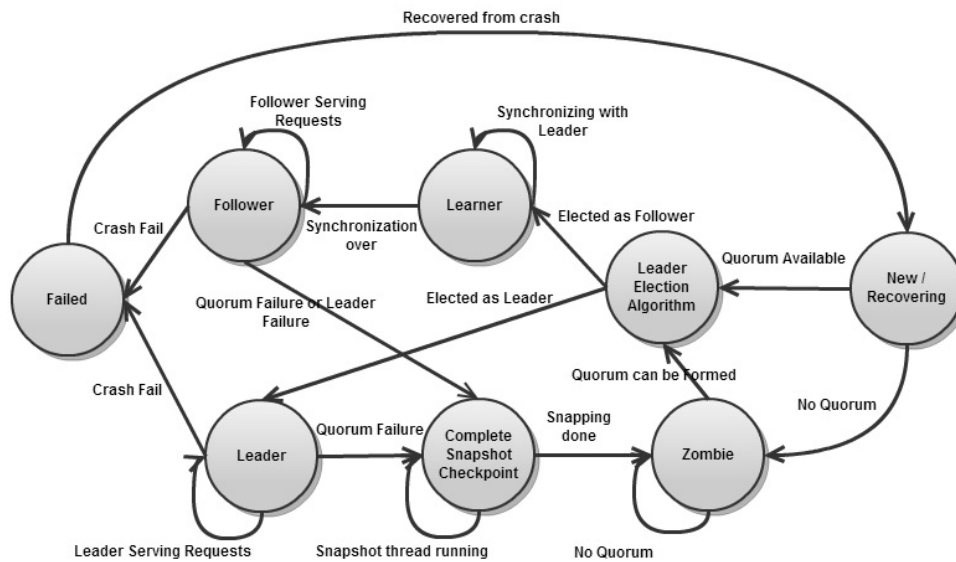 Recovered from crash
Follower Serving
Requests
Synchronizing with
Leader
Follower
Learner
Synchronization
over
Elected as Follower
Crash Fail
Quorum Available
Leader
Election
Algorithm
New /
Recovering
Failed
Quorum Failure or Leader
Failure
Elected as Leader
Crash Fail
Quorum can be Formed
No Quorum
Leader
Quorum Failure
Complete
Snapshot
Checkpoint
Snapping
done
Zombie
Leader Serving Requests
Snapshot thread running
No Quorum